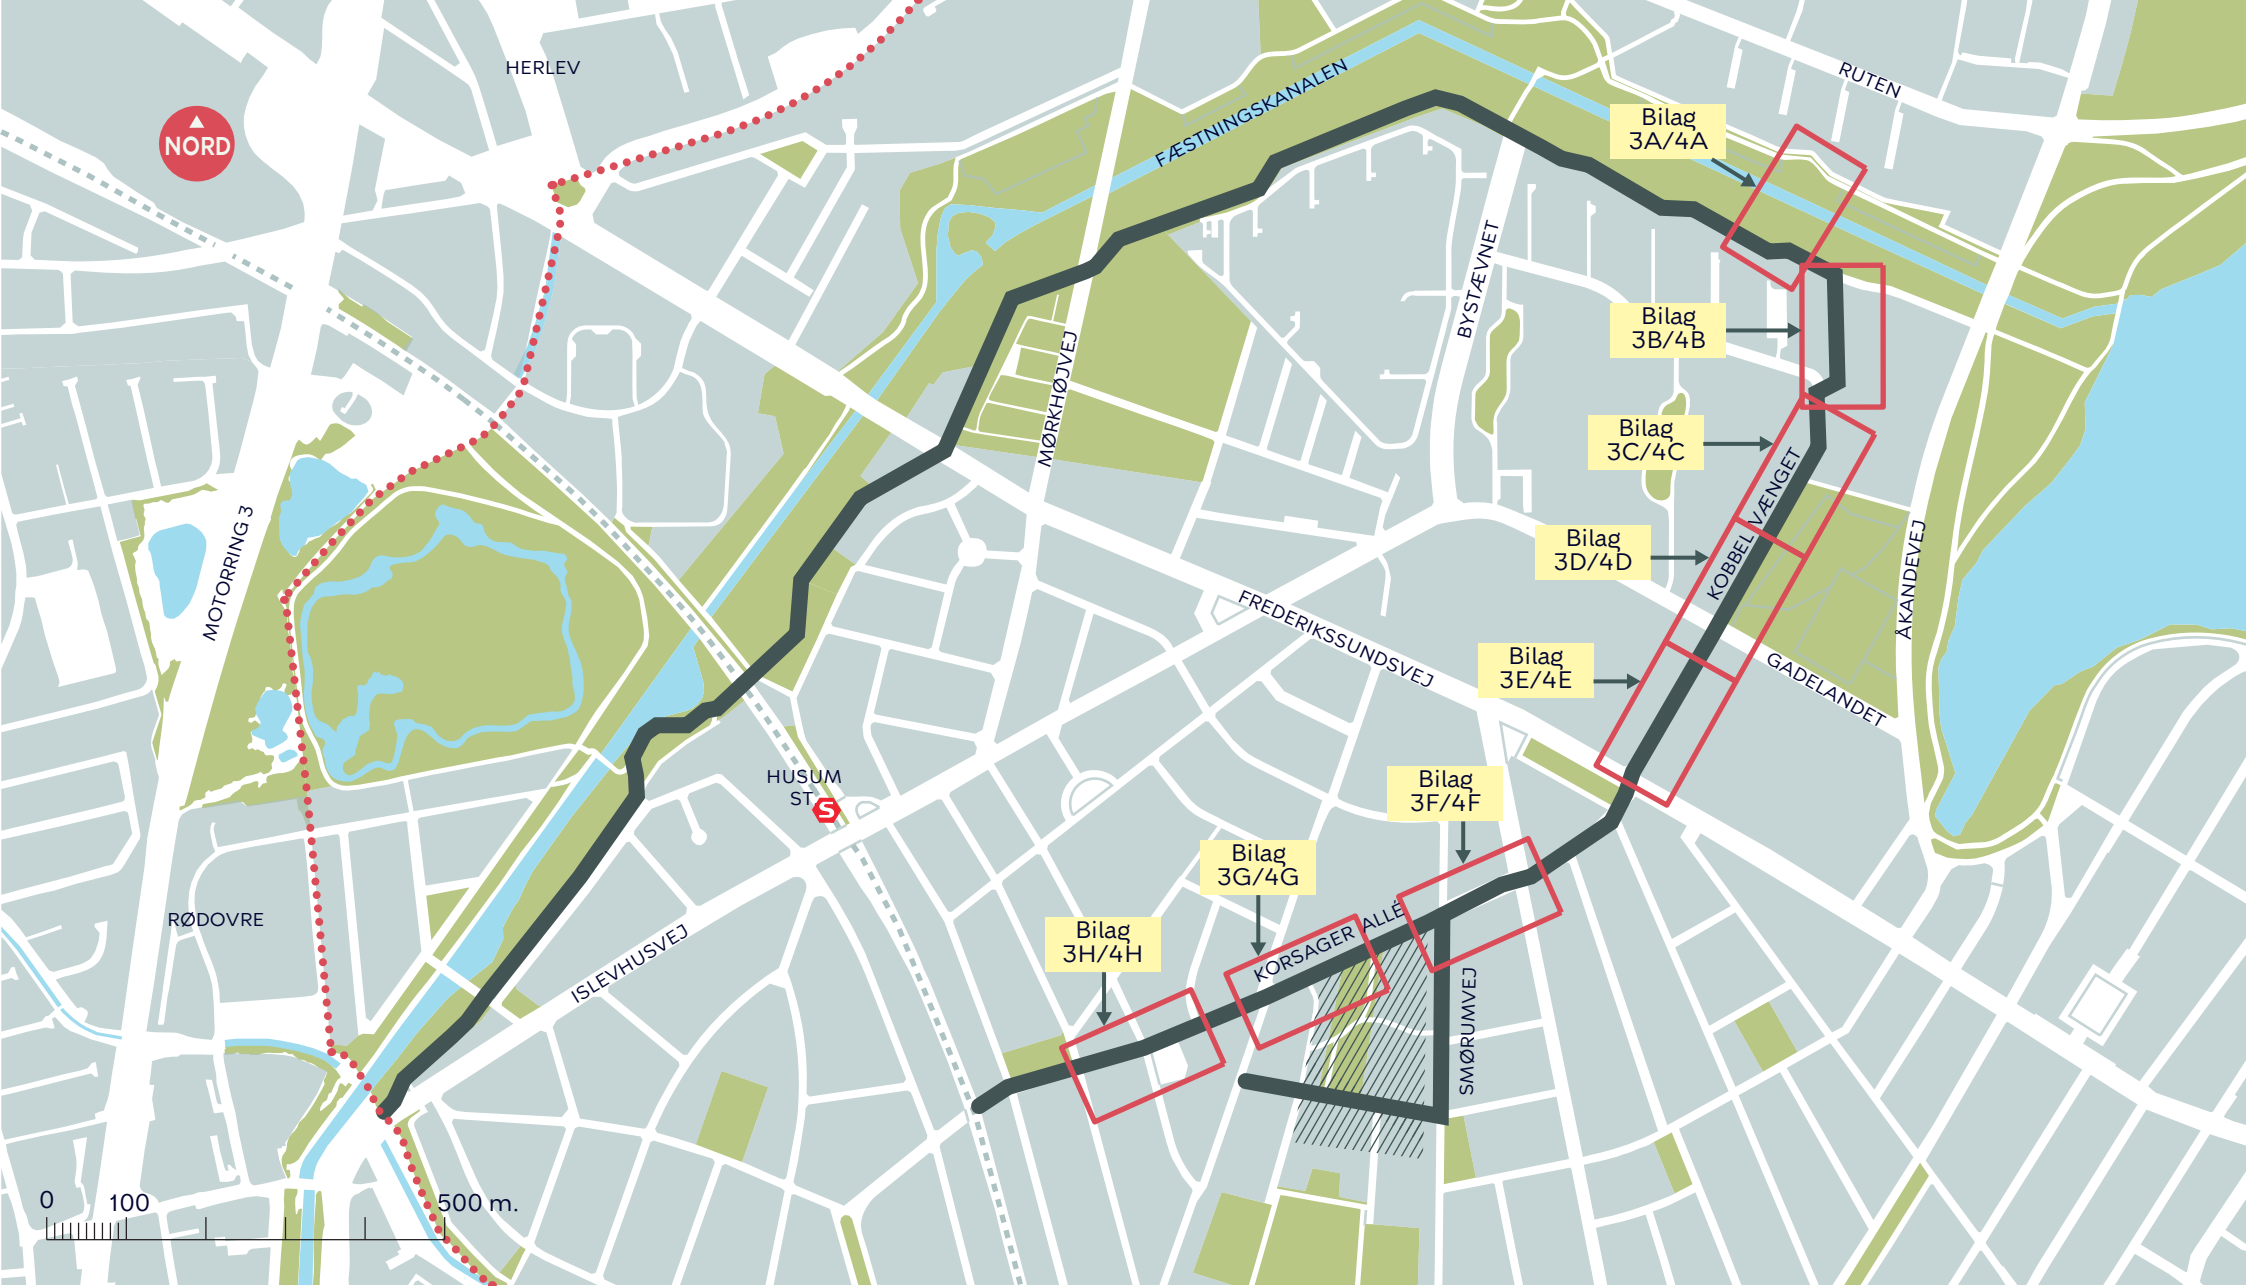 HERLEV
NORD
RUTEN
FÆSTNINGSKANALEN
Bilag
3A/4A
BYSTÆVNET
Bilag
3B/4B
MØRKHØJVEJ
Bilag
3C/4C
KOBBELVÆNGET
MOTORRING 3
Bilag
3D/4D
ÅKANDEVEJ
FREDERIKSSUNDSVEJ
Bilag
3E/4E
GADELANDET
HUSUM
ST.
S
Bilag
3F/4F
Bilag
3G/4G
RØDOVRE
ISLEVHUSVEJ
KORSAGER ALLÉ
Bilag
3H/4H
SMØRUMVEJ
0 100 500 m.